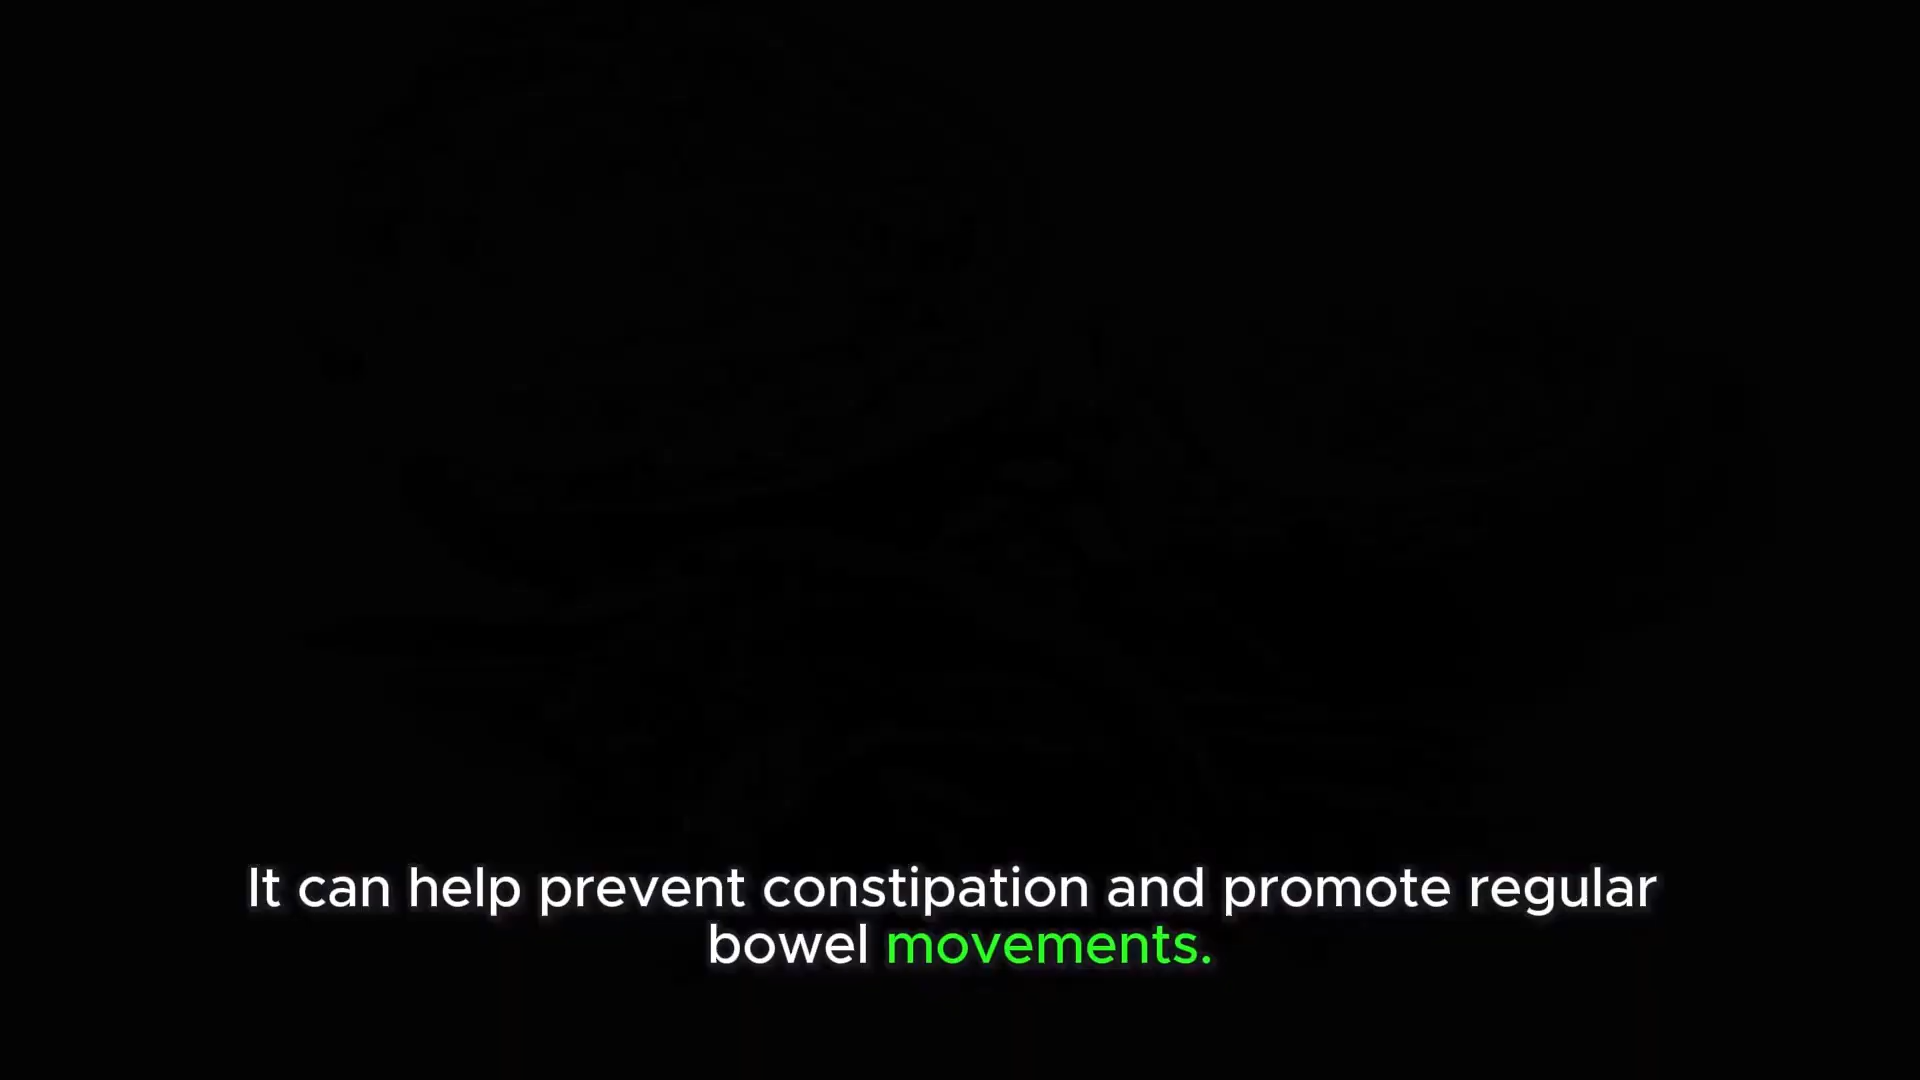 It can help prevent constipation and promote regular
bowel movements.